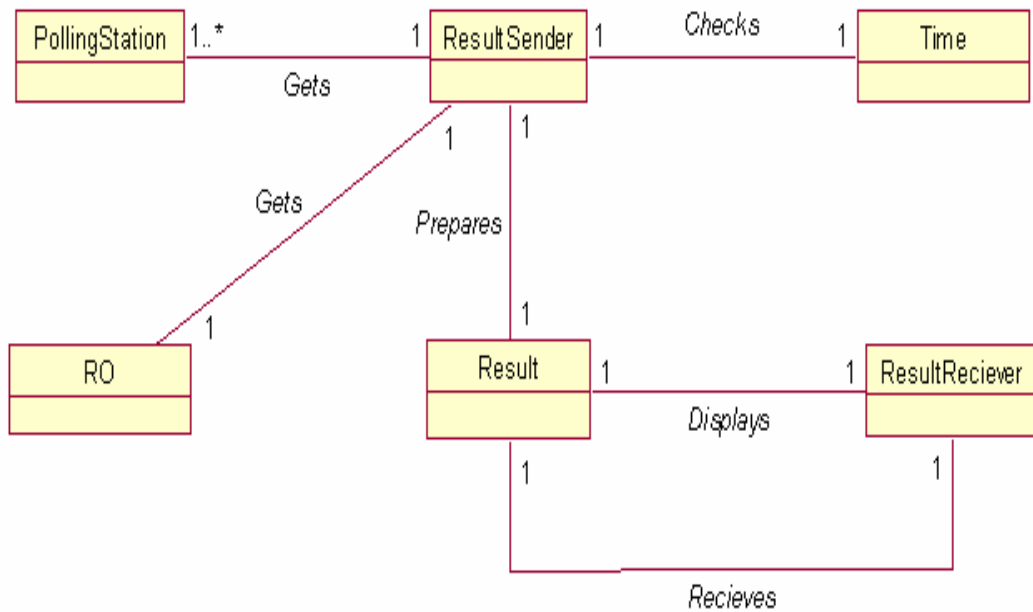 PollingStation
1..*
1
ResultSender
1
Checks
1
Time
Gets
1
1
Gets
Prepares
1
1
RO
Result
1
1
ResultReciever
Displays
1
1
Recieves